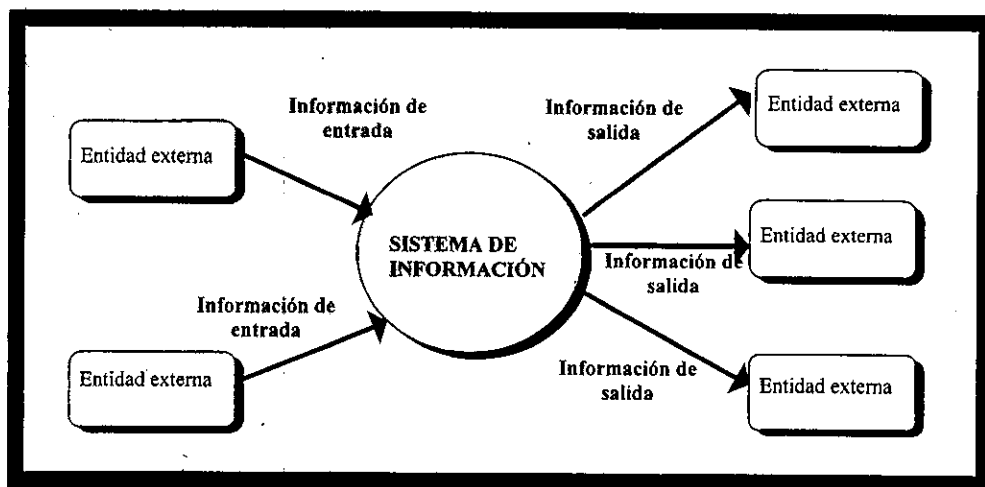 Entidad externa
Información de
entrada
Información de
salida
Entidad externa
SISTEMA DE
INFORMACIÓN
Entidad externa
Información de
salida
Información de
entrada
Entidad externa
Información de
salida
Entidad externa